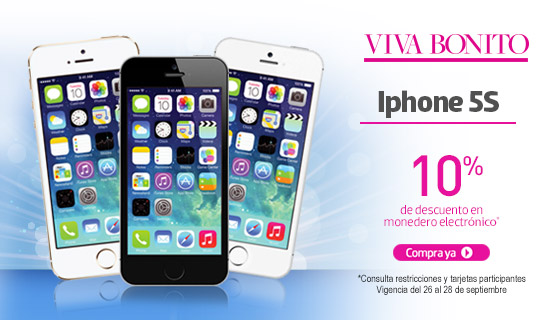 VIVA BONITO
Iphone 5S
10%
de descuento en
monedero electrónico*
Compra ya
*Consulta restricciones y tarjetas participantes
Vigencia del 26 al 28 de septiembre